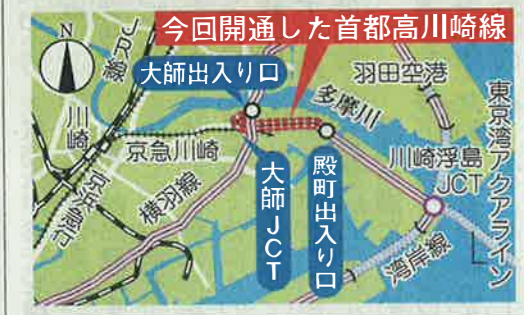 今回開通した首都高川崎線
N
JR線
大師出入り口
羽田空港
多摩川
東京湾アクアライン
川崎
京急川崎
川崎浮島
JCT
京浜急行
横羽線
大師JCT
殿町出入り口
湾岸線